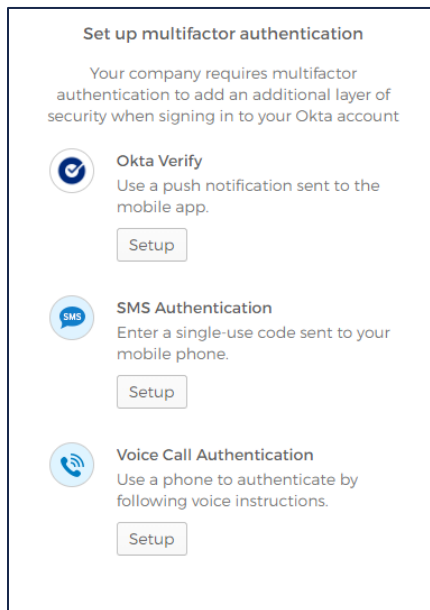 Set up multifactor authentication
Your company requires multifactor
authentication to add an additional layer of
security when signing in to your Okta account
Okta Verify
Use a push notification sent to the
mobile app.
Setup
SMS
SMS Authentication
Enter a single-use code sent to your
mobile phone.
Setup
Voice Call Authentication
Use a phone to authenticate by
following voice instructions.
Setup